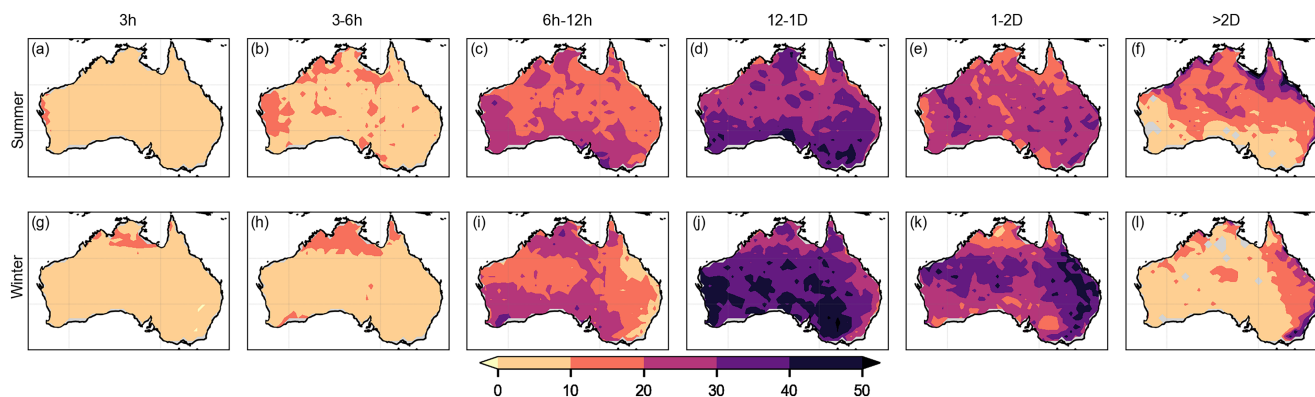 3h 3-6h 6h-12h 12-1D 1-2D >2D
Summer
(a) (b) (c) (d) (e) (f)
Winter
(g) (h) (i) (j) (k) (l)
0 10 20 30 40 50